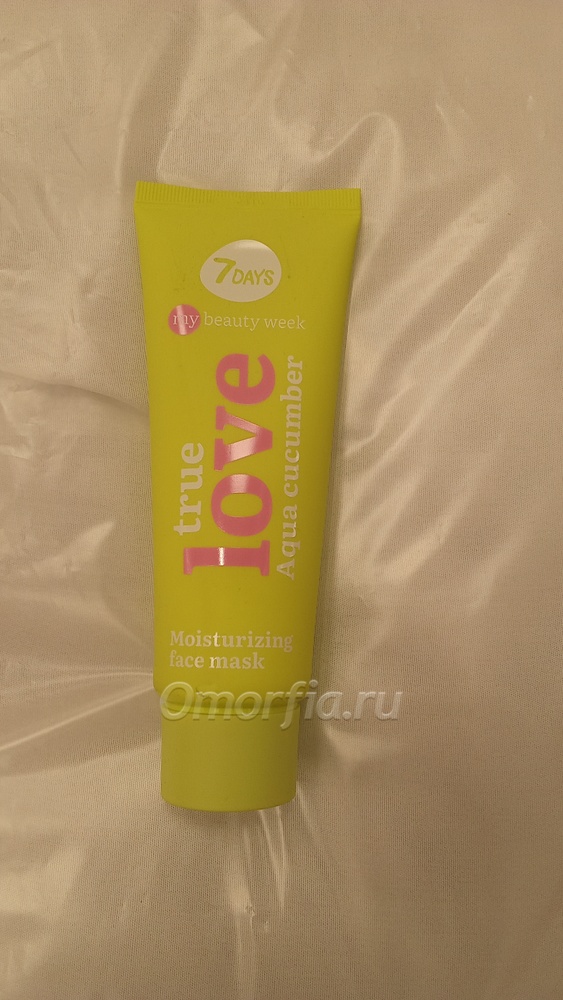 7DAYS
my beauty week
true
love
Aqua cucumber
Moisturizing
face mask
Omorfia.ru